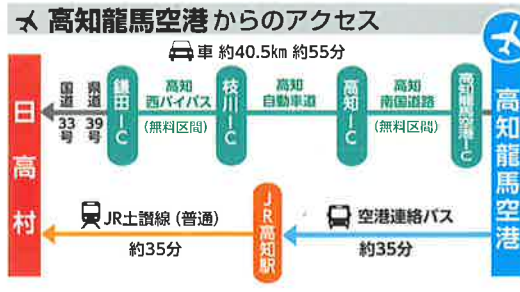 高知龍馬空港からのアクセス
車 約40.5km 約55分
日高村
国道33号
県道39号
鎌田IC
高知西バイパス
(無料区間)
枝川IC
高知自動車道
高知IC
高知南国道路
(無料区間)
高知龍馬空港IC
高知龍馬空港
JR土讃線(普通)
約35分
JR高知駅
空港連絡バス
約35分